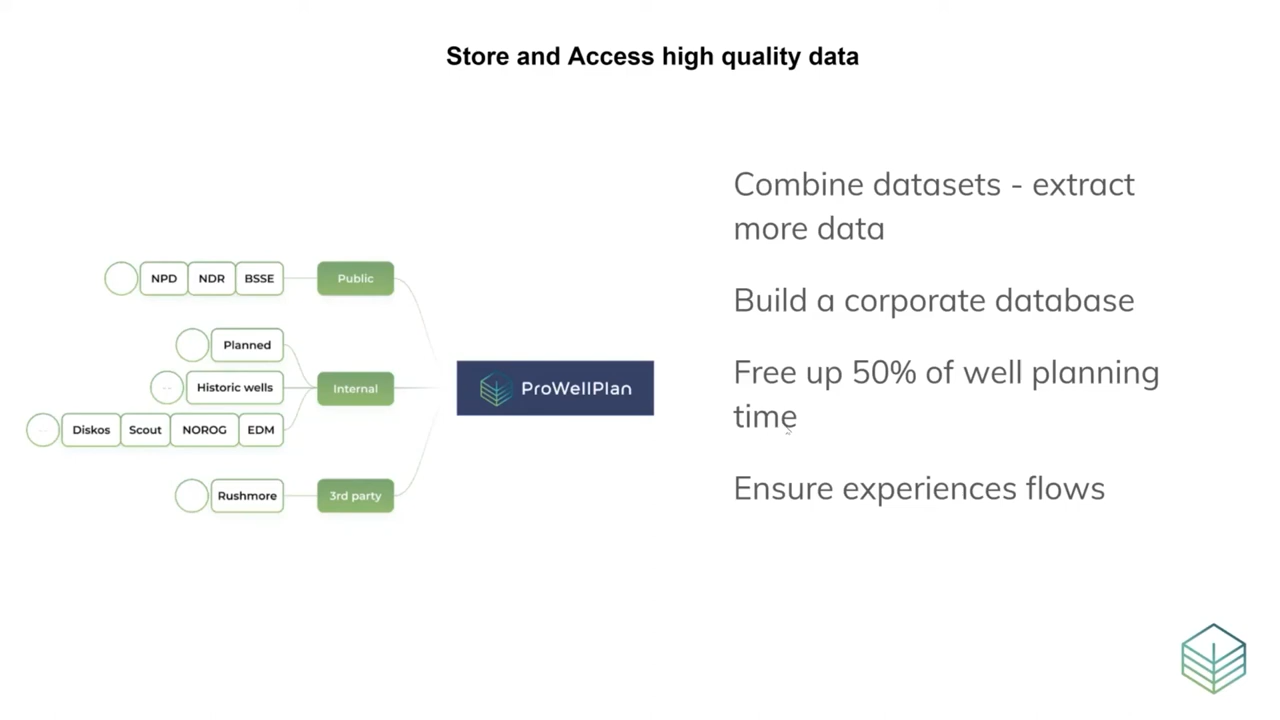 Store and Access high quality data
Combine datasets - extract
more data
Build a corporate database
Free up 50% of well planning
time
Ensure experiences flows
NPD NDR BSSE Public
Planned
Historic wells Internal
Diskos Scout NOROG EDM
Rushmore 3rd party
ProWellPlan